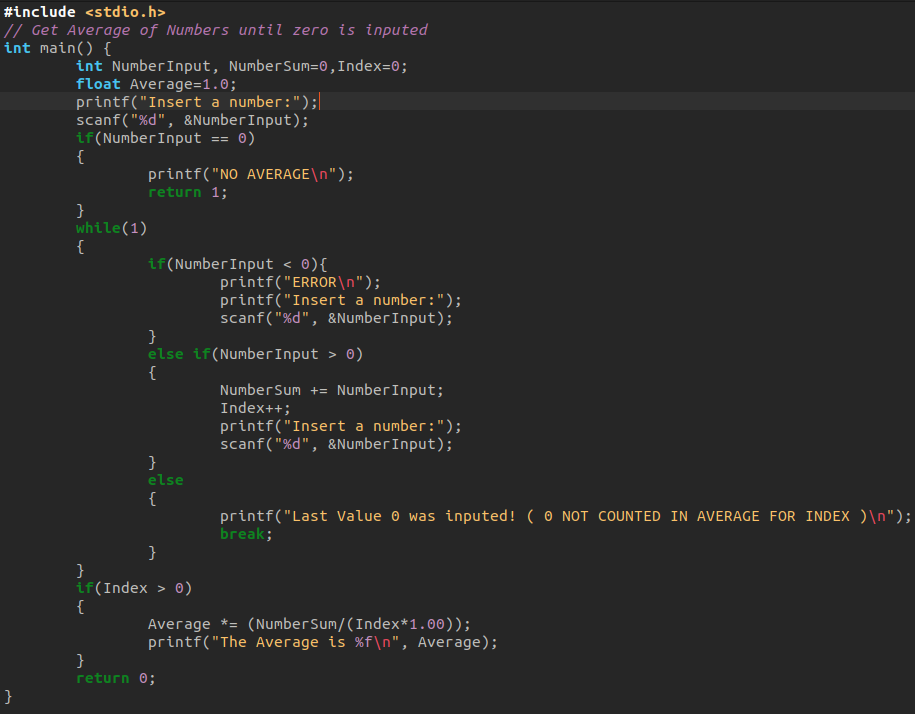 #include <stdio.h>
// Get Average of Numbers until zero is inputed
int main() {
        int NumberInput, NumberSum=0,Index=0;
        float Average=1.0;
        printf("Insert a number:");
        scanf("%d", &NumberInput);
        if(NumberInput == 0)
        {
                printf("NO AVERAGE\n");
                return 1;
        }
        while(1)
        {
                if(NumberInput < 0){
                        printf("ERROR\n");
                        printf("Insert a number:");
                        scanf("%d", &NumberInput);
                }
                else if(NumberInput > 0)
                {
                        NumberSum += NumberInput;
                        Index++;
                        printf("Insert a number:");
                        scanf("%d", &NumberInput);
                }
                else
                {
                        printf("Last Value 0 was inputed! ( 0 NOT COUNTED IN AVERAGE FOR INDEX )\n");
                        break;
                }
        }
        if(Index > 0)
        {
                Average *= (NumberSum/(Index*1.00));
                printf("The Average is %f\n", Average);
        }
        return 0;
}